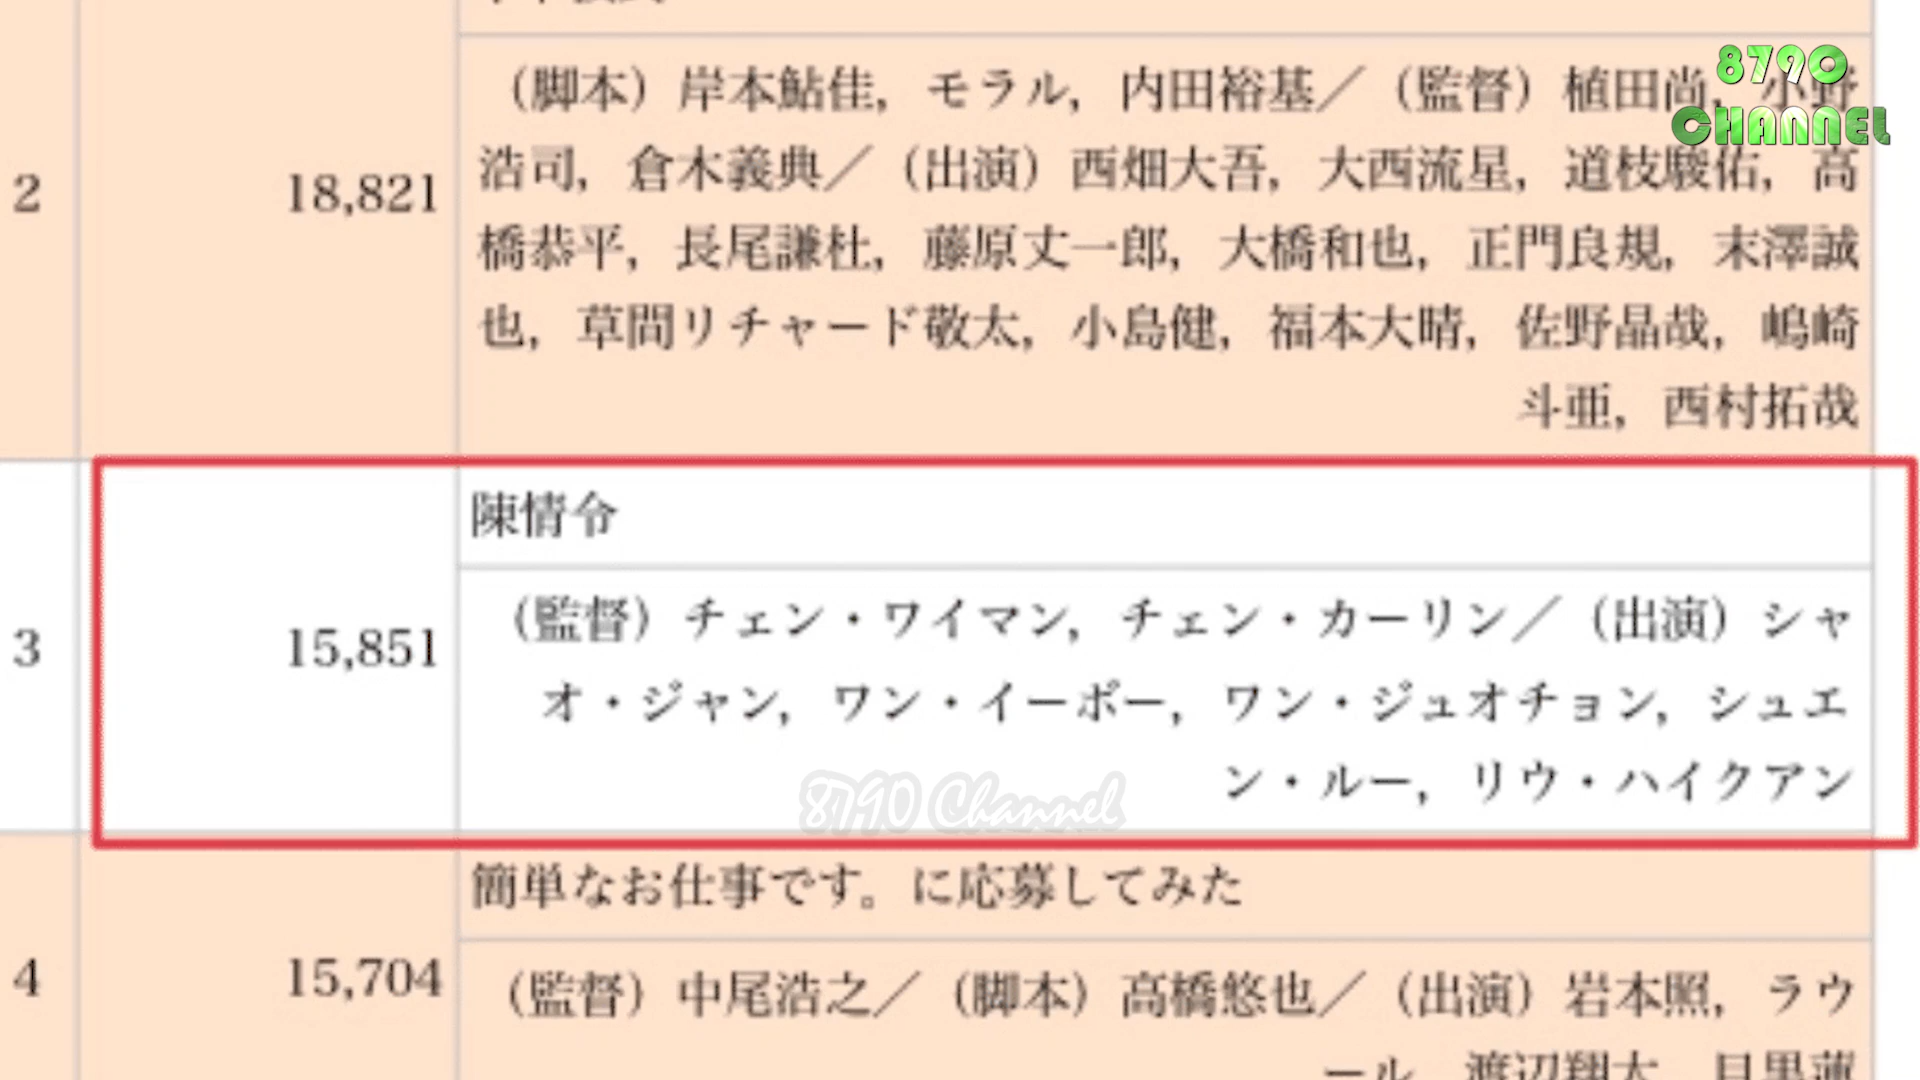 8790
CHANNEL
2
18,821
(脚本)岸本鮎佳,モラル,内田裕基/(監督)植田尚,小野
浩司,倉木義典/(出演)西畑大吾,大西流星,道枝駿佑,高
橋恭平,長尾謙杜,藤原丈一郎,大橋和也,正門良規,末澤誠
也,草間リチャード敬太,小島健,福本大晴,佐野晶哉,嶋崎
斗亜,西村拓哉
3
15,851
陳情令
(監督)チェン・ワイマン,チェン・カーリン/(出演)シャ
オ・ジャン,ワン・イーボー,ワン・ジュオチョン,シュエ
ン・ルー,リウ・ハイクアン
8790 Channel
4
15,704
簡単なお仕事です。に応募してみた
(監督)中尾浩之/(脚本)高橋悠也/(出演)岩本照,ラウ
ール,渡辺翔太,目黒蓮